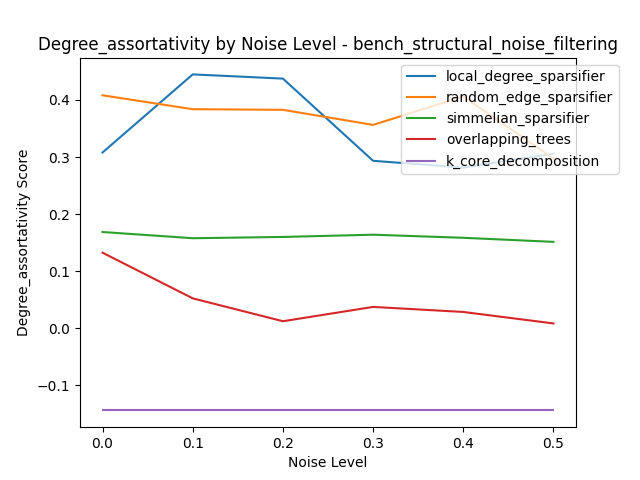 Degree_assortativity by Noise Level - bench_structural_noise_filtering
local_degree_sparsifier
random_edge_sparsifier
simmelian_sparsifier
overlapping_trees
k_core_decomposition
Degree_assortativity Score
0.4
0.3
0.2
0.1
0.0
−0.1
0.0 0.1 0.2 0.3 0.4 0.5
Noise Level